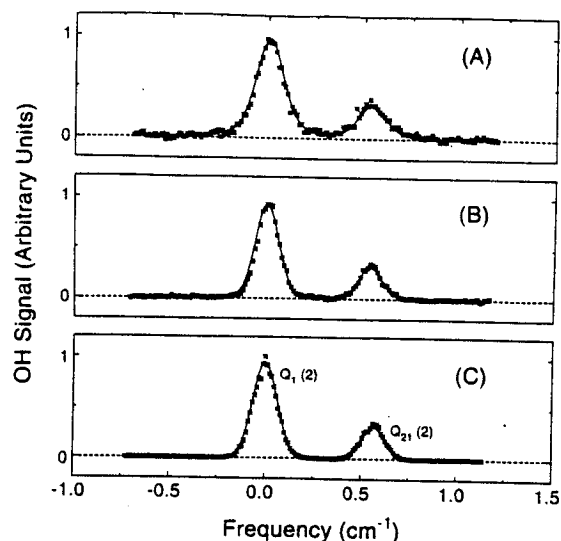 OH Signal (Arbitrary Units)
1
0
(A)
1
0
(B)
1
0
Q₁ (2)
Q₂₁ (2)
(C)
-1.0
-0.5
0.0
0.5
1.0
1.5
Frequency (cm⁻¹)